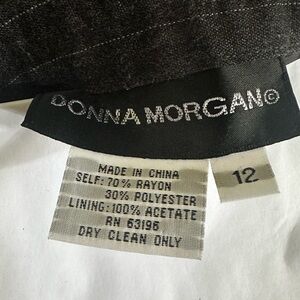 DONNA MORGAN©
MADE IN CHINA
SELF: 70% RAYON
30% POLYESTER
LINING: 100% ACETATE
RN 63196
DRY CLEAN ONLY
12